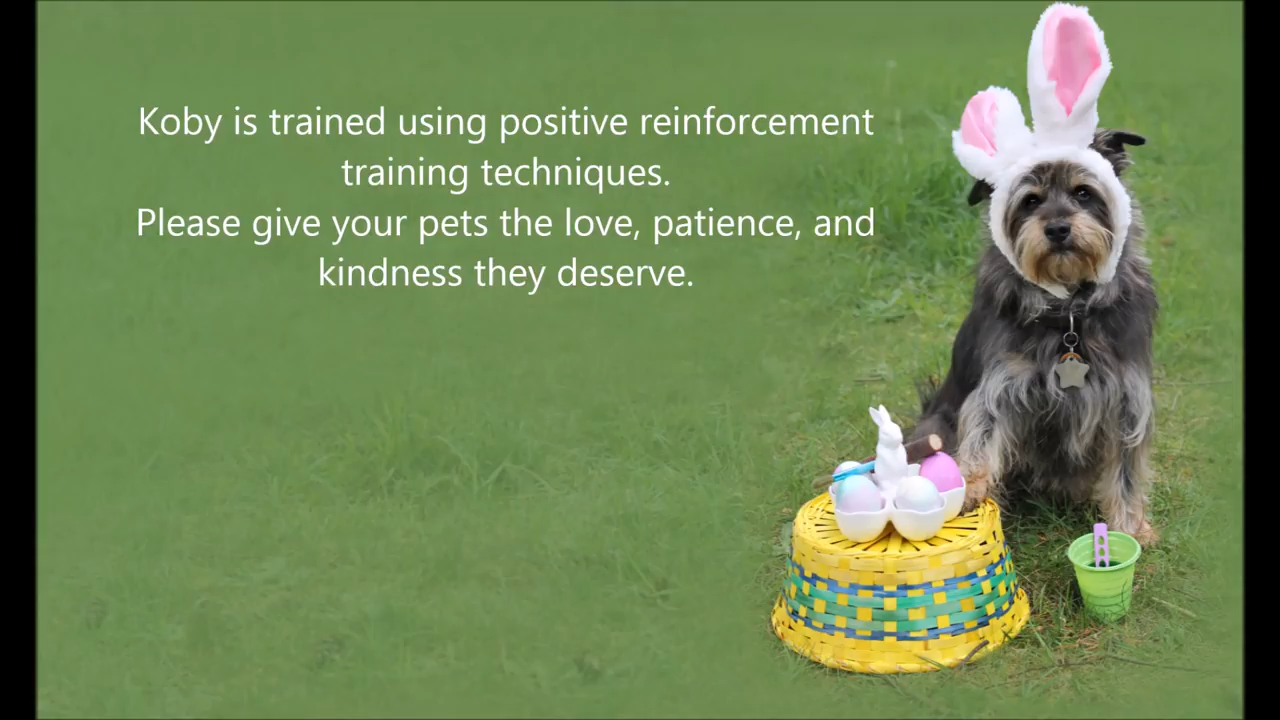 Koby is trained using positive reinforcement
training techniques.
Please give your pets the love, patience, and
kindness they deserve.